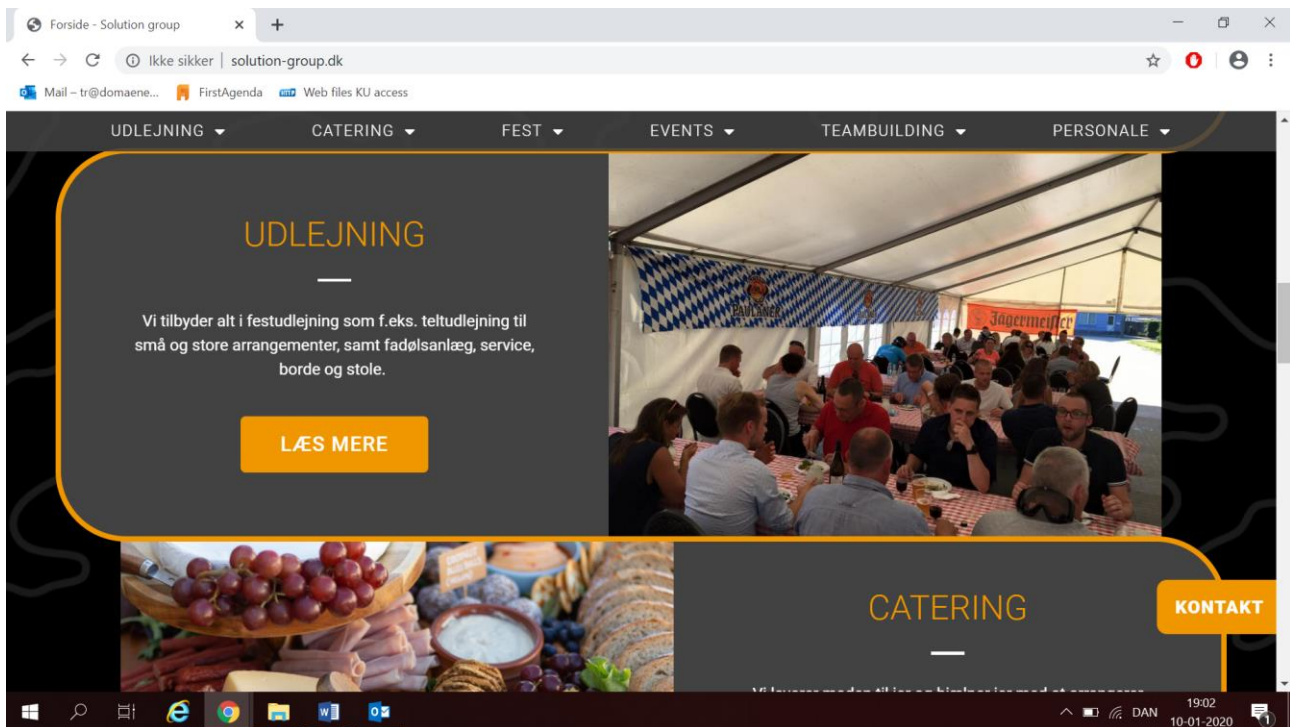 Forside - Solution group
Ikke sikker | solution-group.dk
Mail – tr@domaene... FirstAgenda Web files KU access
UDLEJNING CATERING FEST EVENTS TEAMBUILDING PERSONALE
UDLEJNING
Vi tilbyder alt i festudlejning som f.eks. teltudlejning til
små og store arrangementer, samt fadølsanlæg, service,
borde og stole.
LÆS MERE
PAULANER
Jägermeister
CATERING
KONTAKT
DAN
19:02
10-01-2020